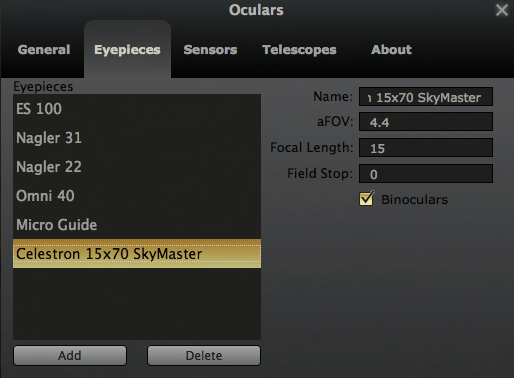 Oculars
General Eyepieces Sensors Telescopes About
Eyepieces
ES 100
Nagler 31
Nagler 22
Omni 40
Micro Guide
Celestron 15x70 SkyMaster
Add Delete
Name: 15x70 SkyMaster
aFOV: 4.4
Focal Length: 15
Field Stop: 0
Binoculars